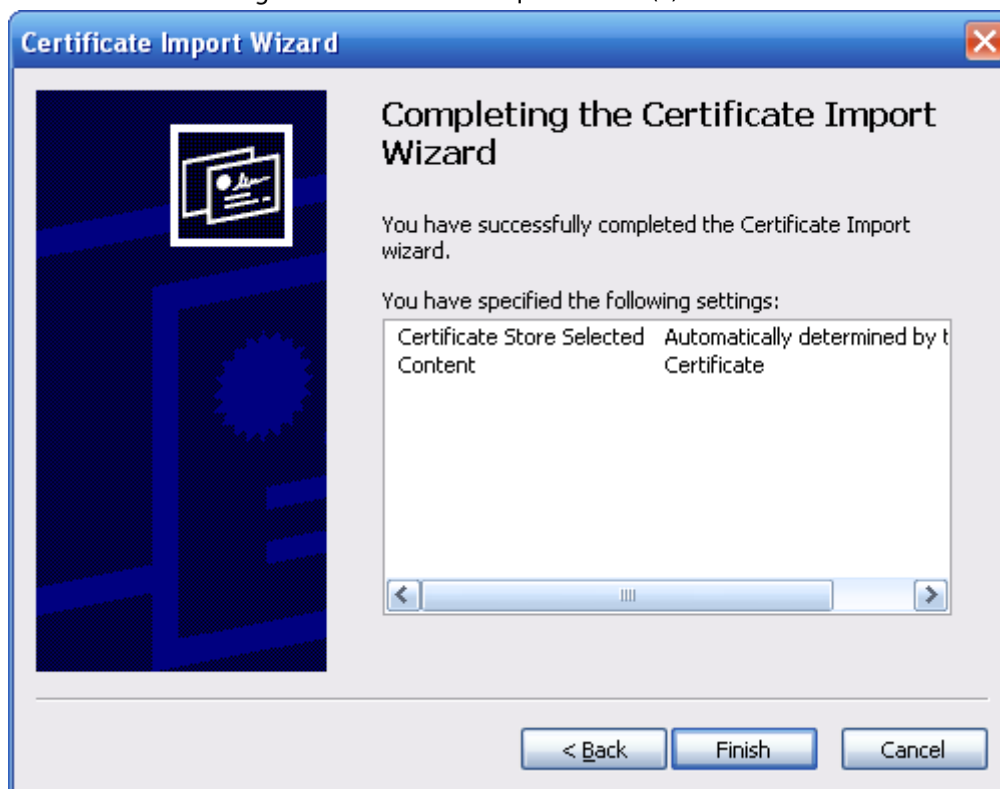 Certificate Import Wizard
Completing the Certificate Import
Wizard
You have successfully completed the Certificate Import
wizard.
You have specified the following settings:
Certificate Store Selected Automatically determined by t
Content Certificate
< Back Finish Cancel